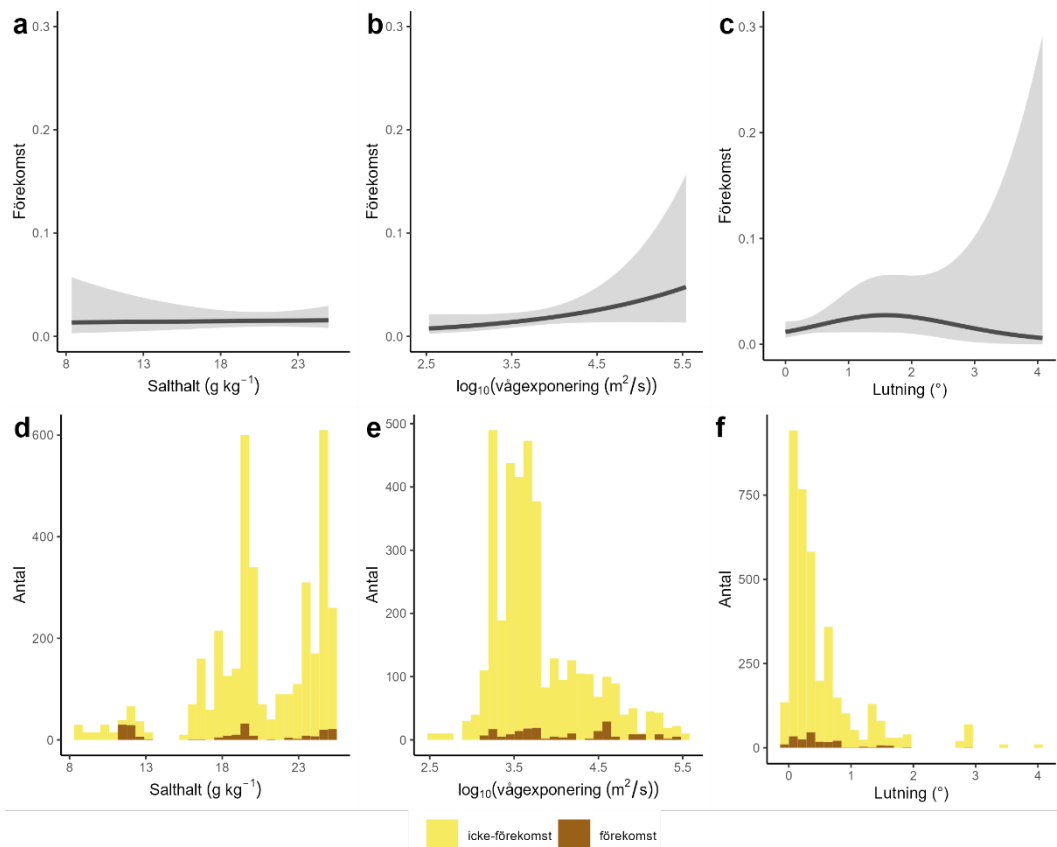 a
0.3
0.2
0.1
0.0
Förekomst
8
13
18
23
Salthalt (g kg⁻¹)
b
0.3
0.2
0.1
0.0
Förekomst
2.5
3.5
4.5
5.5
log₁₀(vågexponering (m²/s))
c
0.3
0.2
0.1
0.0
Förekomst
0
1
2
3
4
Lutning (°)
d
600
400
200
0
Antal
8
13
18
23
Salthalt (g kg⁻¹)
e
500
400
300
200
100
0
Antal
2.5
3.5
4.5
5.5
log₁₀(vågexponering (m²/s))
f
750
500
250
0
Antal
0
1
2
3
4
Lutning (°)
icke-förekomst
förekomst